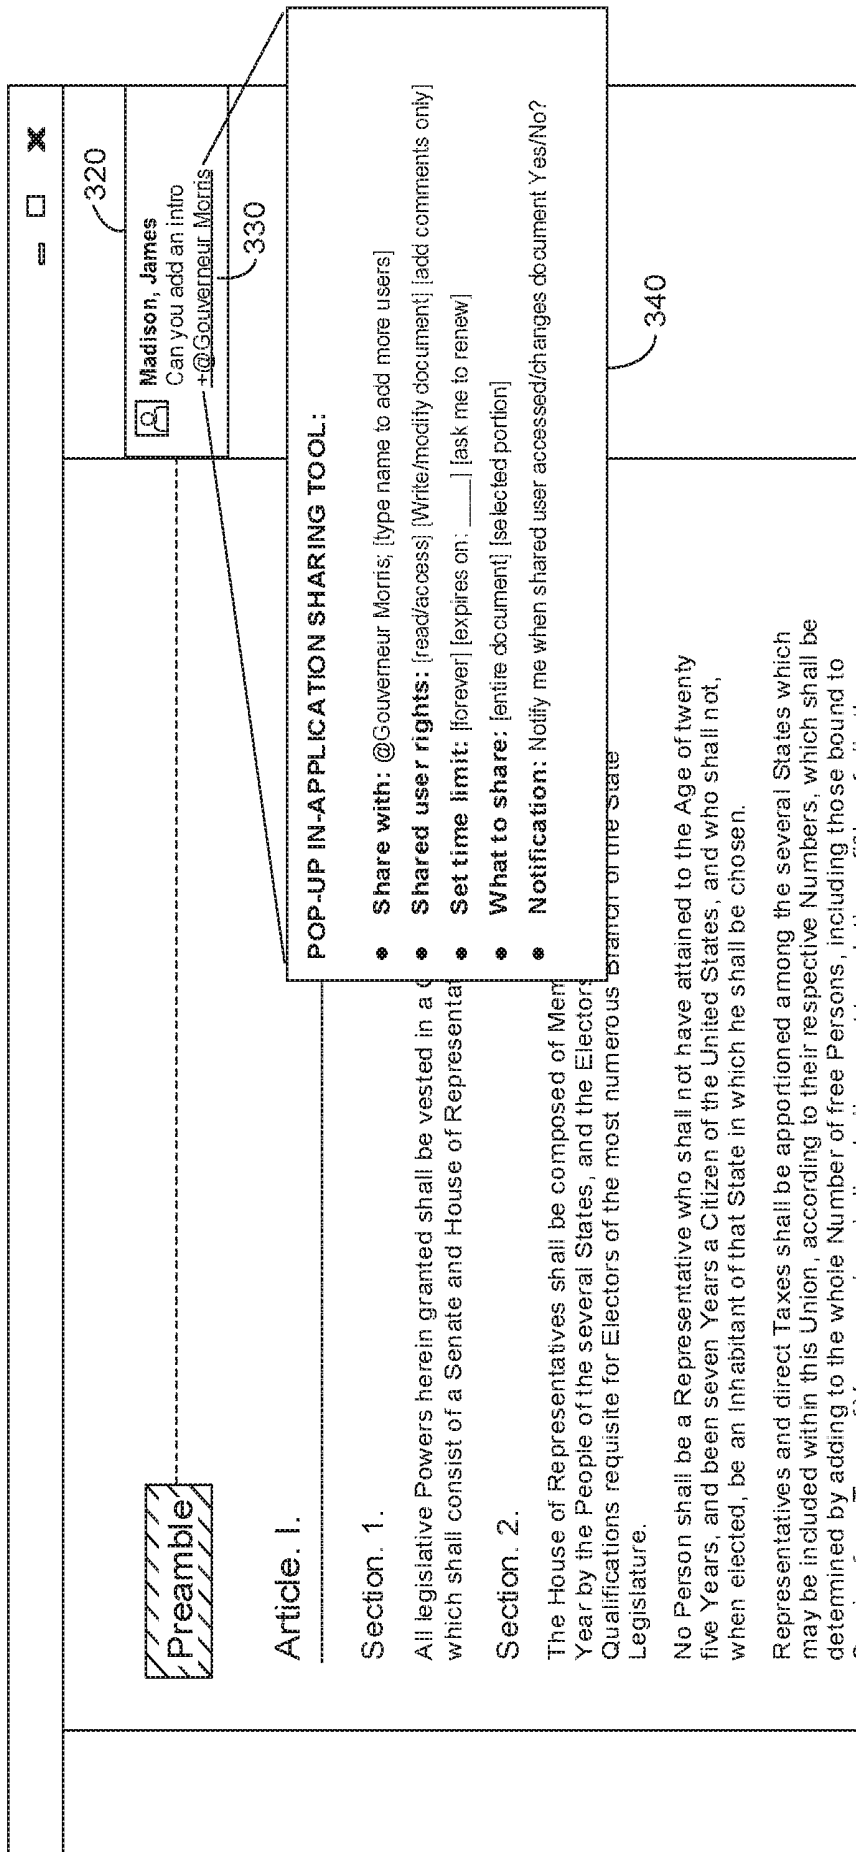 Preamble
320
Madison, James
Can you add an intro
+@Gouverneur Morris
330
Article. I.
POP-UP IN-APPLICATION SHARING TOOL:
• Share with: @Gouverneur Morris; [type name to add more users]
• Shared user rights: [read/access] [Write/modify document] [add comments only]
• Set time limit: [forever] [expires on: ____] [ask me to renew]
• What to share: [entire document] [selected portion]
• Notification: Notify me when shared user accessed/changes document Yes/No?
340
Section. 1.
All legislative Powers herein granted shall be vested in a
which shall consist of a Senate and House of Representat
Section. 2.
The House of Representatives shall be composed of Mem
Year by the People of the several States, and the Electors
Qualifications requisite for Electors of the most numerous Branch of the State
Legislature.
No Person shall be a Representative who shall not have attained to the Age of twenty
five Years, and been seven Years a Citizen of the United States, and who shall not,
when elected, be an Inhabitant of that State in which he shall be chosen.
Representatives and direct Taxes shall be apportioned among the several States which
may be included within this Union, according to their respective Numbers, which shall be
determined by adding to the whole Number of free Persons, including those bound to